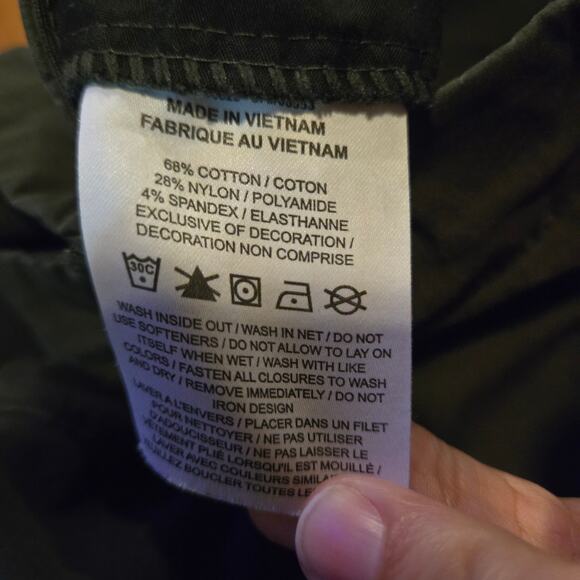 MADE IN VIETNAM
FABRIQUE AU VIETNAM
68% COTTON / COTON
28% NYLON / POLYAMIDE
4% SPANDEX / ELASTHANNE
EXCLUSIVE OF DECORATION /
DECORATION NON COMPRISE
30C
WASH INSIDE OUT / WASH IN NET / DO NOT
USE SOFTENERS / DO NOT ALLOW TO LAY ON
ITSELF WHEN WET / WASH WITH LIKE
COLORS / FASTEN ALL CLOSURES TO WASH
AND DRY / REMOVE IMMEDIATELY / DO NOT
IRON DESIGN
LAVER A L'ENVERS / PLACER DANS UN FILET
POUR NETTOYER / NE PAS UTILISER
D'ADOUCISSEUR / NE PAS LAISSER LE
VETEMENT PLIÉ LORSQU'IL EST MOUILLÉ /
LAVER AVEC COULEURS
BOUCLER TOUTES